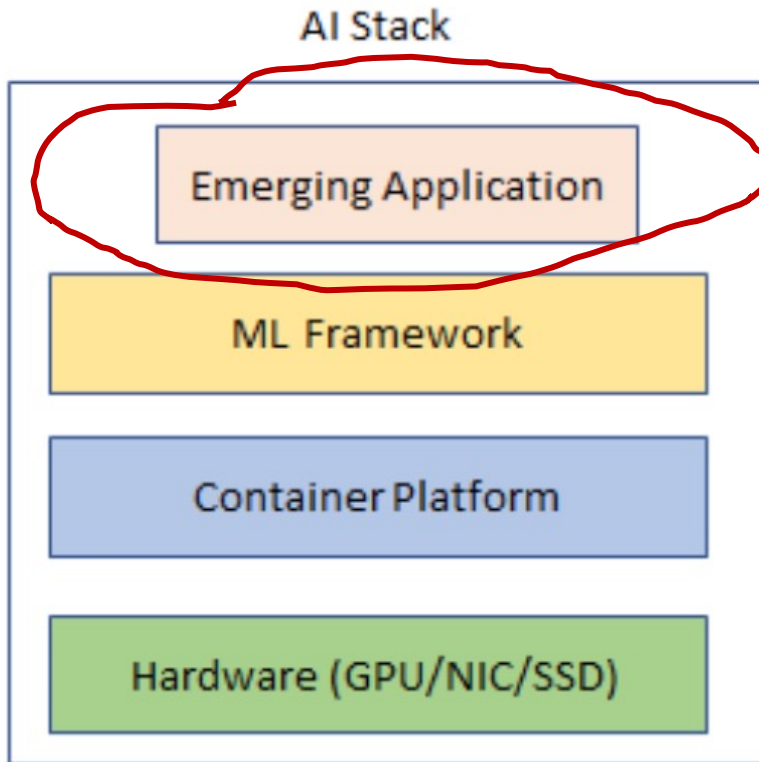 AI Stack
Emerging Application
ML Framework
Container Platform
Hardware (GPU/NIC/SSD)